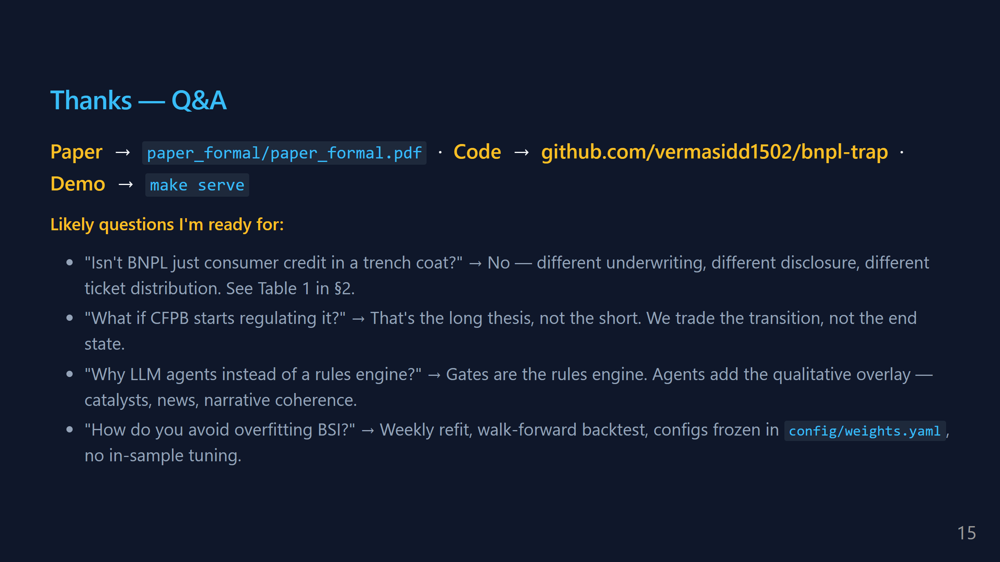 Thanks — Q&A
Paper → paper_formal/paper_formal.pdf · Code → github.com/vermasidd1502/bnpl-trap ·
Demo → make serve
Likely questions I'm ready for:
• "Isn't BNPL just consumer credit in a trench coat?" → No — different underwriting, different disclosure, different
ticket distribution. See Table 1 in §2.
• "What if CFPB starts regulating it?" → That's the long thesis, not the short. We trade the transition, not the end
state.
• "Why LLM agents instead of a rules engine?" → Gates are the rules engine. Agents add the qualitative overlay —
catalysts, news, narrative coherence.
• "How do you avoid overfitting BSI?" → Weekly refit, walk-forward backtest, configs frozen in config/weights.yaml,
no in-sample tuning.
15